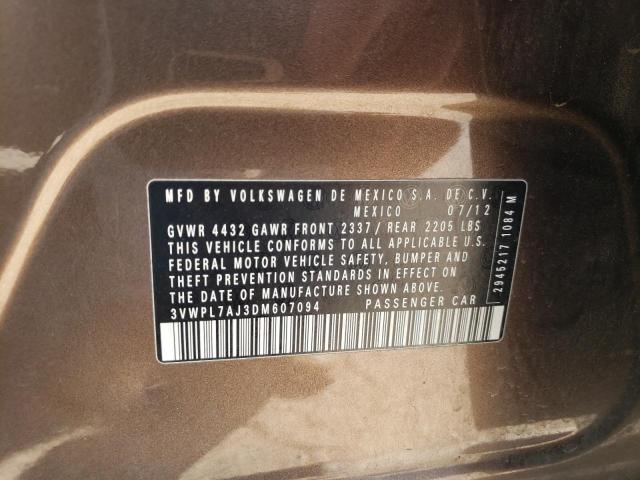 MFD BY VOLKSWAGEN DE MEXICO S.A. DE C.V.
MEXICO 07/12
GVWR 4432 GAWR FRONT 2337/ REAR 2205 LBS
THIS VEHICLE CONFORMS TO ALL APPLICABLE U.S.
FEDERAL MOTOR VEHICLE SAFETY, BUMPER AND
THEFT PREVENTION STANDARDS IN EFFECT ON
THE DATE OF MANUFACTURE SHOWN ABOVE
3VWPL7AJ3DM607094 PASSENGER CAR
2945217 1084 M